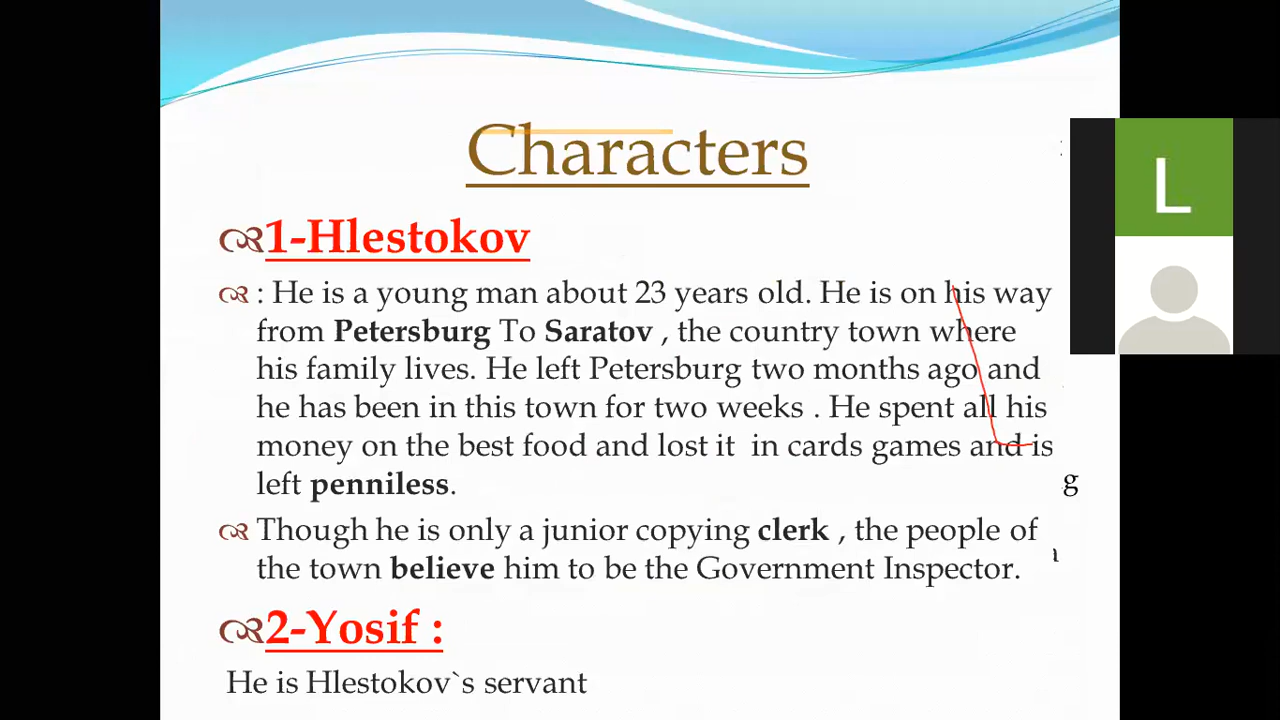 Characters
1-Hlestokov
: He is a young man about 23 years old. He is on his way
from Petersburg To Saratov , the country town where
his family lives. He left Petersburg two months ago and
he has been in this town for two weeks . He spent all his
money on the best food and lost it in cards games and is
left penniless.
Though he is only a junior copying clerk , the people of
the town believe him to be the Government Inspector.
2-Yosif :
He is Hlestokov`s servant
L
g